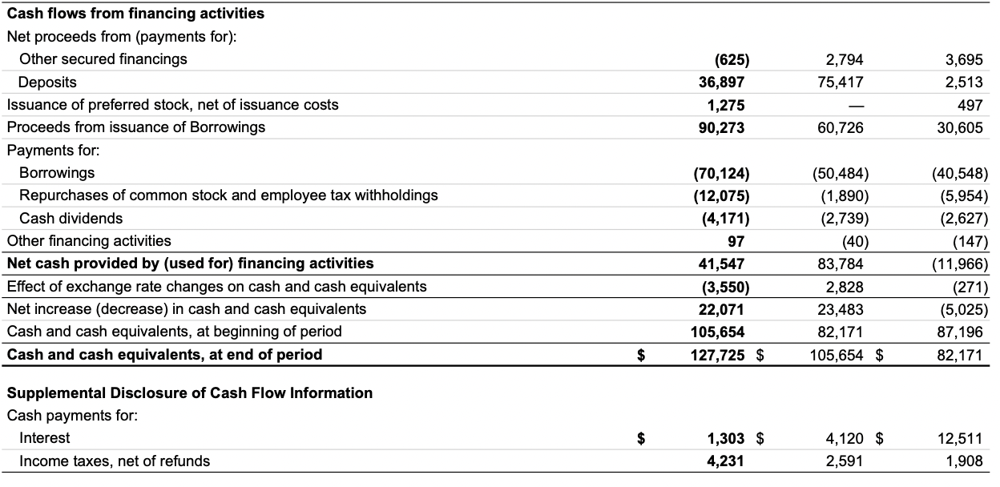 Cash flows from financing activities
Net proceeds from (payments for):
Other secured financings (625) 2,794 3,695
Deposits 36,897 75,417 2,513
Issuance of preferred stock, net of issuance costs 1,275 — 497
Proceeds from issuance of Borrowings 90,273 60,726 30,605
Payments for:
Borrowings (70,124) (50,484) (40,548)
Repurchases of common stock and employee tax withholdings (12,075) (1,890) (5,954)
Cash dividends (4,171) (2,739) (2,627)
Other financing activities 97 (40) (147)
Net cash provided by (used for) financing activities 41,547 83,784 (11,966)
Effect of exchange rate changes on cash and cash equivalents (3,550) 2,828 (271)
Net increase (decrease) in cash and cash equivalents 22,071 23,483 (5,025)
Cash and cash equivalents, at beginning of period 105,654 82,171 87,196
Cash and cash equivalents, at end of period $ 127,725 $ 105,654 $ 82,171
Supplemental Disclosure of Cash Flow Information
Cash payments for:
Interest $ 1,303 $ 4,120 $ 12,511
Income taxes, net of refunds 4,231 2,591 1,908